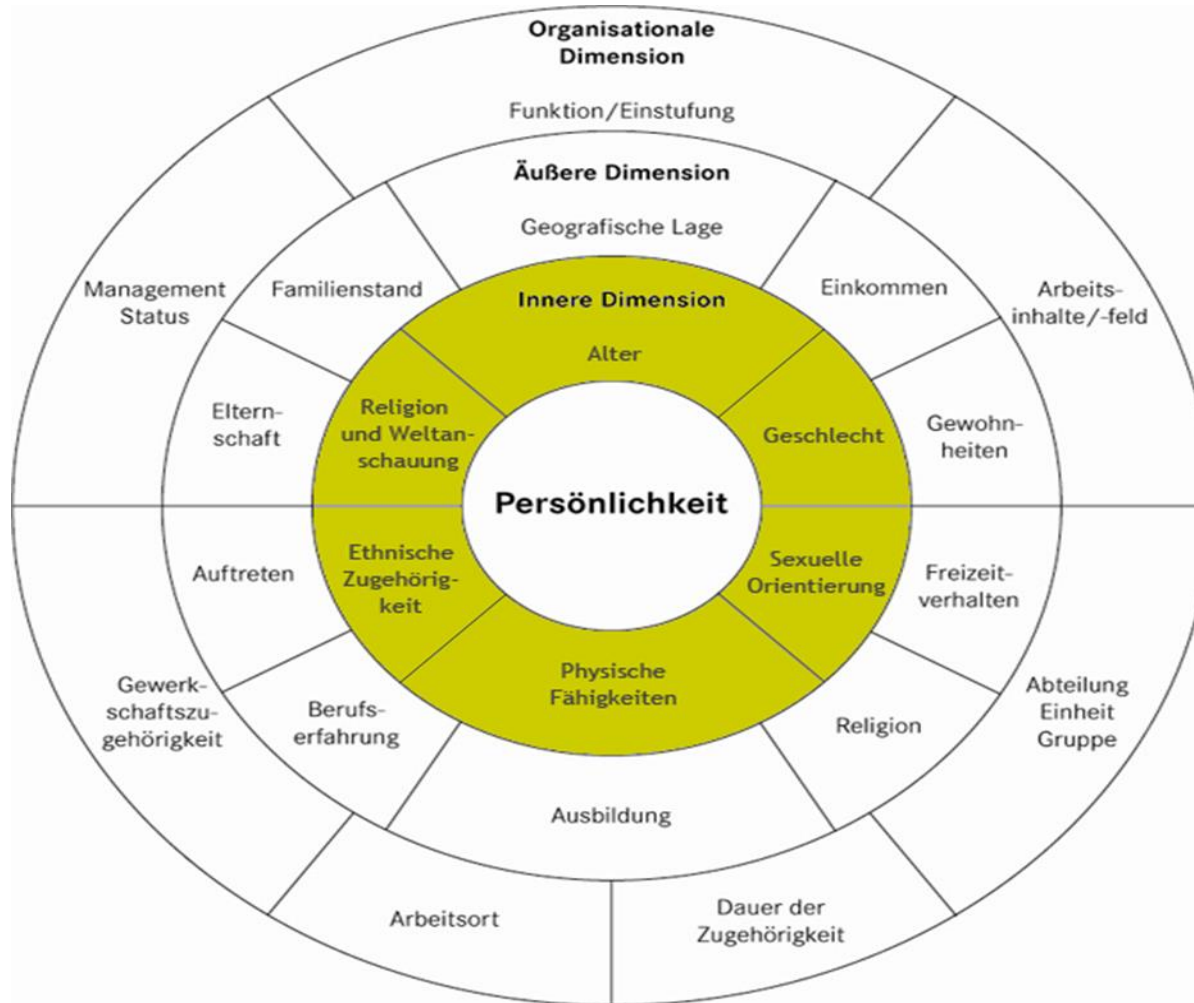 Organisationale
Dimension
Funktion/Einstufung
Äußere Dimension
Geografische Lage
Innere Dimension
Alter
Management
Status
Familienstand
Einkommen
Arbeits-
inhalte/-feld
Eltern-
schaft
Religion
und Weltan-
schauung
Geschlecht
Gewohn-
heiten
Persönlichkeit
Auftreten
Ethnische
Zugehörig-
keit
Sexuelle
Orientierung
Freizeit-
verhalten
Gewerk-
schaftszu-
gehörigkeit
Berufs-
erfahrung
Physische
Fähigkeiten
Religion
Abteilung
Einheit
Gruppe
Ausbildung
Arbeitsort
Dauer der
Zugehörigkeit